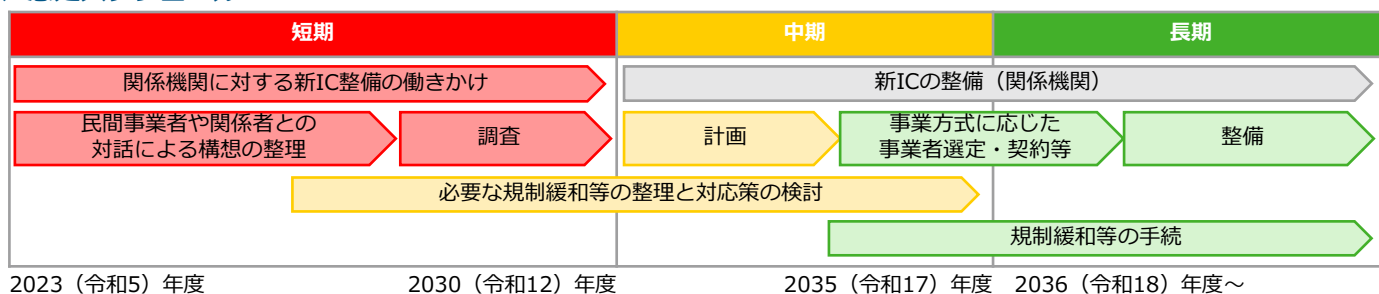 短期 中期 長期
関係機関に対する新IC整備の働きかけ 新ICの整備（関係機関）
民間事業者や関係者との
対話による構想の整理
調査
計画
事業方式に応じた
事業者選定・契約等
整備
必要な規制緩和等の整理と対応策の検討
規制緩和等の手続
2023（令和5）年度 2030（令和12）年度 2035（令和17）年度 2036（令和18）年度～